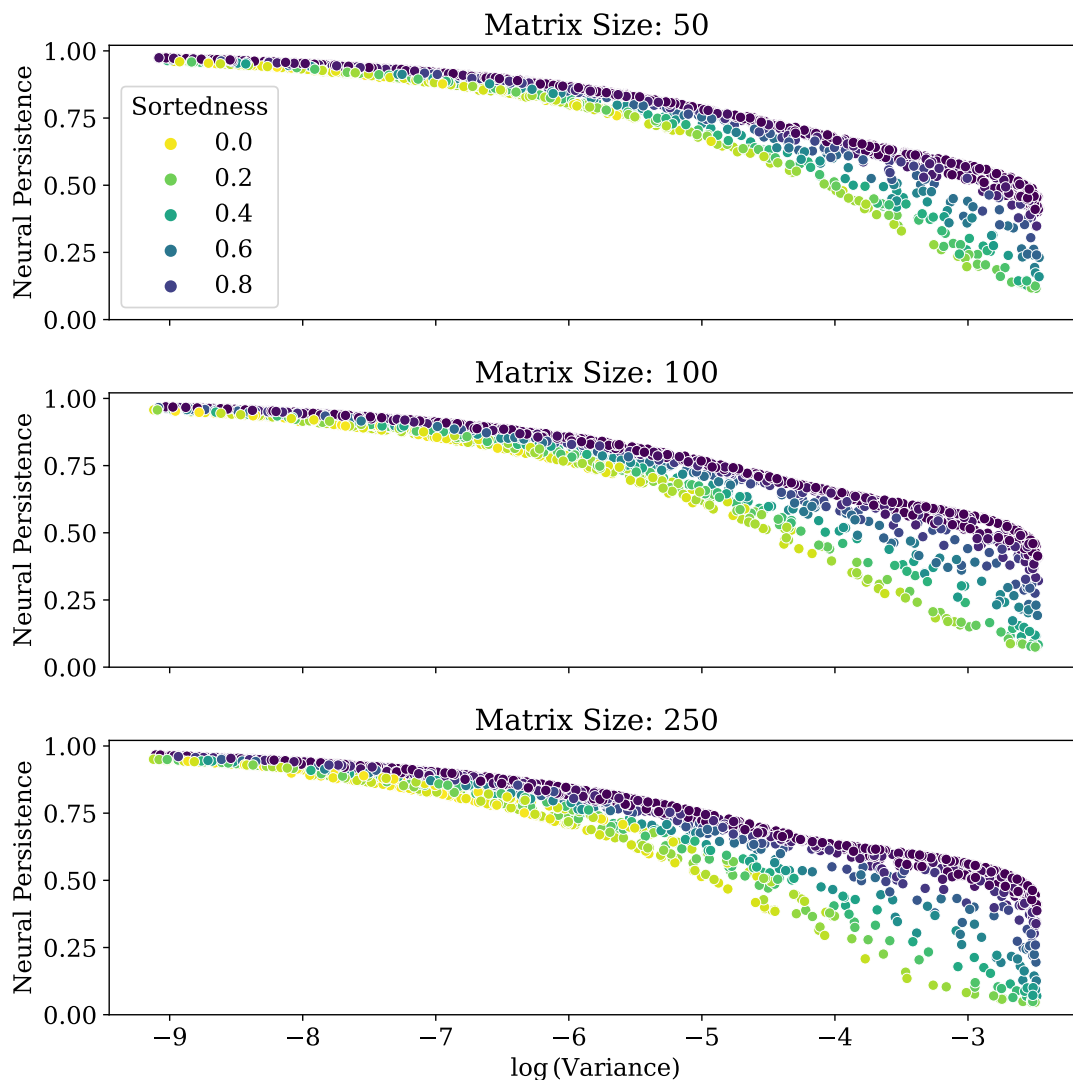 Matrix Size: 50
Neural Persistence
1.00
0.75
0.50
0.25
0.00
Sortedness
0.0
0.2
0.4
0.6
0.8
Matrix Size: 100
Neural Persistence
1.00
0.75
0.50
0.25
0.00
Matrix Size: 250
Neural Persistence
1.00
0.75
0.50
0.25
0.00
−9 −8 −7 −6 −5 −4 −3
log (Variance)